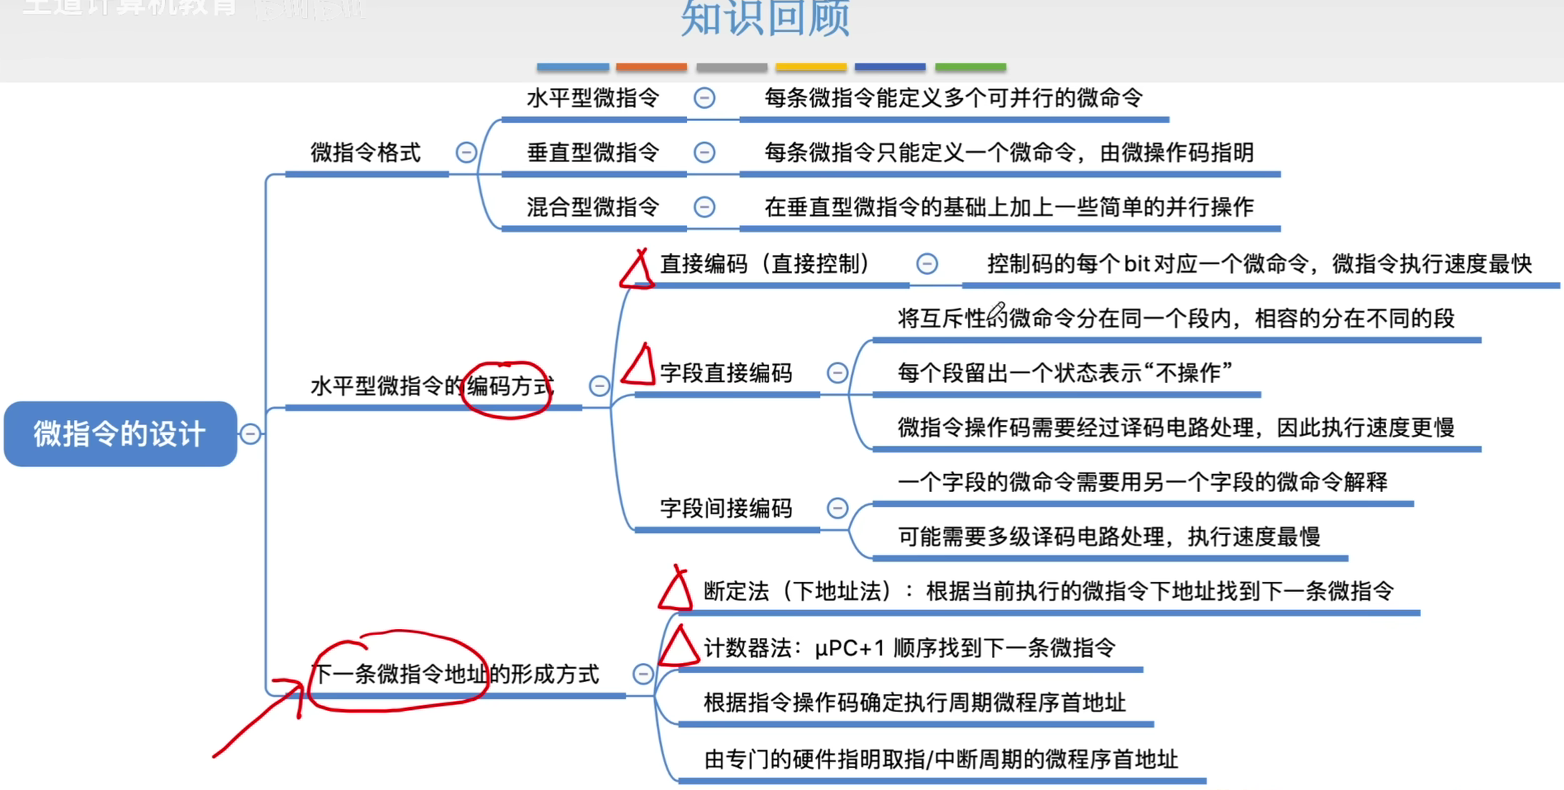 王道计算机教育
知识回顾
微指令的设计
微指令格式
水平型微指令
每条微指令能定义多个可并行的微命令
垂直型微指令
每条微指令只能定义一个微命令，由微操作码指明
混合型微指令
在垂直型微指令的基础上加上一些简单的并行操作
水平型微指令的编码方式
直接编码（直接控制）
控制码的每个bit对应一个微命令，微指令执行速度最快
字段直接编码
将互斥性的微命令分在同一个段内，相容的分在不同的段
每个段留出一个状态表示“不操作”
微指令操作码需要经过译码电路处理，因此执行速度更慢
字段间接编码
一个字段的微命令需要用另一个字段的微命令解释
可能需要多级译码电路处理，执行速度最慢
下一条微指令地址的形成方式
断定法（下地址法）：根据当前执行的微指令下地址找到下一条微指令
计数器法：μPC+1 顺序找到下一条微指令
根据指令操作码确定执行周期微程序首地址
由专门的硬件指明取指/中断周期的微程序首地址